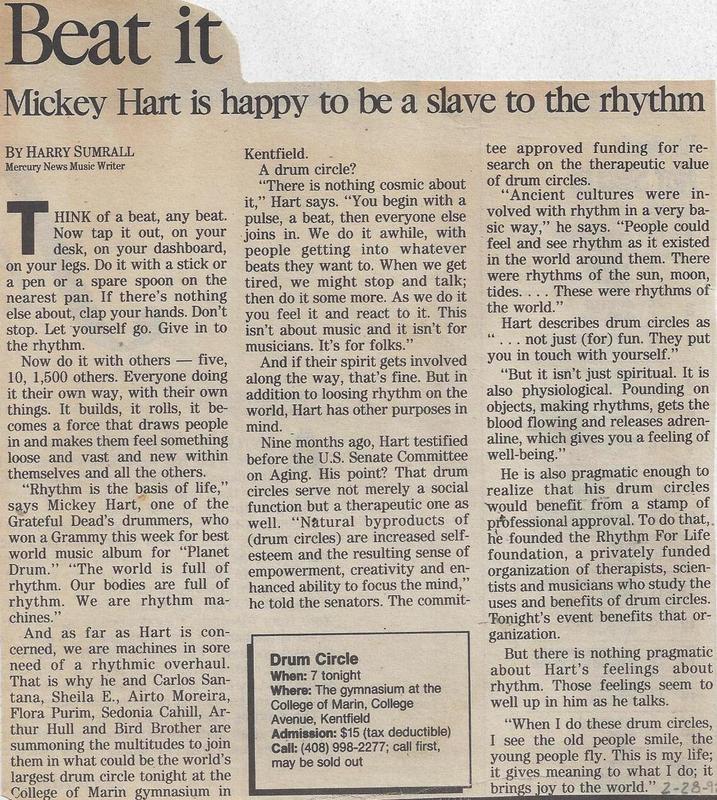 Beat it
Mickey Hart is happy to be a slave to the rhythm
BY HARRY SUMRALL
Mercury News Music Writer
THINK of a beat, any beat.
Now tap it out, on your
desk, on your dashboard,
on your legs. Do it with a stick or
a pen or a spare spoon on the
nearest pan. If there's nothing
else about, clap your hands. Don't
stop. Let yourself go. Give in to
the rhythm.
Now do it with others — five,
10, 1,500 others. Everyone doing
it their own way, with their own
things. It builds, it rolls, it be-
comes a force that draws people
in and makes them feel something
loose and vast and new within
themselves and all the others.
"Rhythm is the basis of life,"
says Mickey Hart, one of the
Grateful Dead's drummers, who
won a Grammy this week for best
world music album for "Planet
Drum." "The world is full of
rhythm. Our bodies are full of
rhythm. We are rhythm ma-
chines."
And as far as Hart is con-
cerned, we are machines in sore
need of a rhythmic overhaul.
That is why he and Carlos San-
tana, Sheila E., Airto Moreira,
Flora Purim, Sedonia Cahill, Ar-
thur Hull and Bird Brother are
summoning the multitudes to join
them in what could be the world's
largest drum circle tonight at the
College of Marin gymnasium in
Kentfield.
A drum circle?
"There is nothing cosmic about
it," Hart says. "You begin with a
pulse, a beat, then everyone else
joins in. We do it awhile, with
people getting into whatever
beats they want to. When we get
tired, we might stop and talk;
then do it some more. As we do it
you feel it and react to it. This
isn't about music and it isn't for
musicians. It's for folks."
And if their spirit gets involved
along the way, that's fine. But in
addition to loosing rhythm on the
world, Hart has other purposes in
mind.
Nine months ago, Hart testified
before the U.S. Senate Committee
on Aging. His point? That drum
circles serve not merely a social
function but a therapeutic one as
well. "Natural byproducts of
(drum circles) are increased self-
esteem and the resulting sense of
empowerment, creativity and en-
hanced ability to focus the mind,"
he told the senators. The commit-
Drum Circle
When: 7 tonight
Where: The gymnasium at the
College of Marin, College
Avenue, Kentfield
Admission: $15 (tax deductible)
Call: (408) 998-2277; call first,
may be sold out
tee approved funding for re-
search on the therapeutic value
of drum circles.
"Ancient cultures were in-
volved with rhythm in a very ba-
sic way," he says. "People could
feel and see rhythm as it existed
in the world around them. There
were rhythms of the sun, moon,
tides. . . . These were rhythms of
the world."
Hart describes drum circles as
" . . . not just (for) fun. They put
you in touch with yourself."
"But it isn't just spiritual. It is
also physiological. Pounding on
objects, making rhythms, gets the
blood flowing and releases adren-
aline, which gives you a feeling of
well-being."
He is also pragmatic enough to
realize that his drum circles
would benefit from a stamp of
professional approval. To do that,
he founded the Rhythm For Life
foundation, a privately funded
organization of therapists, scien-
tists and musicians who study the
uses and benefits of drum circles.
Tonight's event benefits that or-
ganization.
But there is nothing pragmatic
about Hart's feelings about
rhythm. Those feelings seem to
well up in him as he talks.
"When I do these drum circles,
I see the old people smile, the
young people fly. This is my life;
it gives meaning to what I do; it
brings joy to the world."